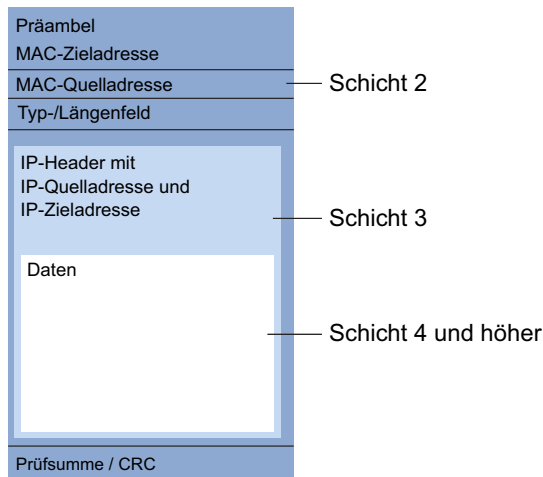 Präambel
MAC-Zieladresse
MAC-Quelladresse
Schicht 2
Typ-/Längenfeld
IP-Header mit
IP-Quelladresse und
IP-Zieladresse
Schicht 3
Daten
Schicht 4 und höher
Prüfsumme / CRC